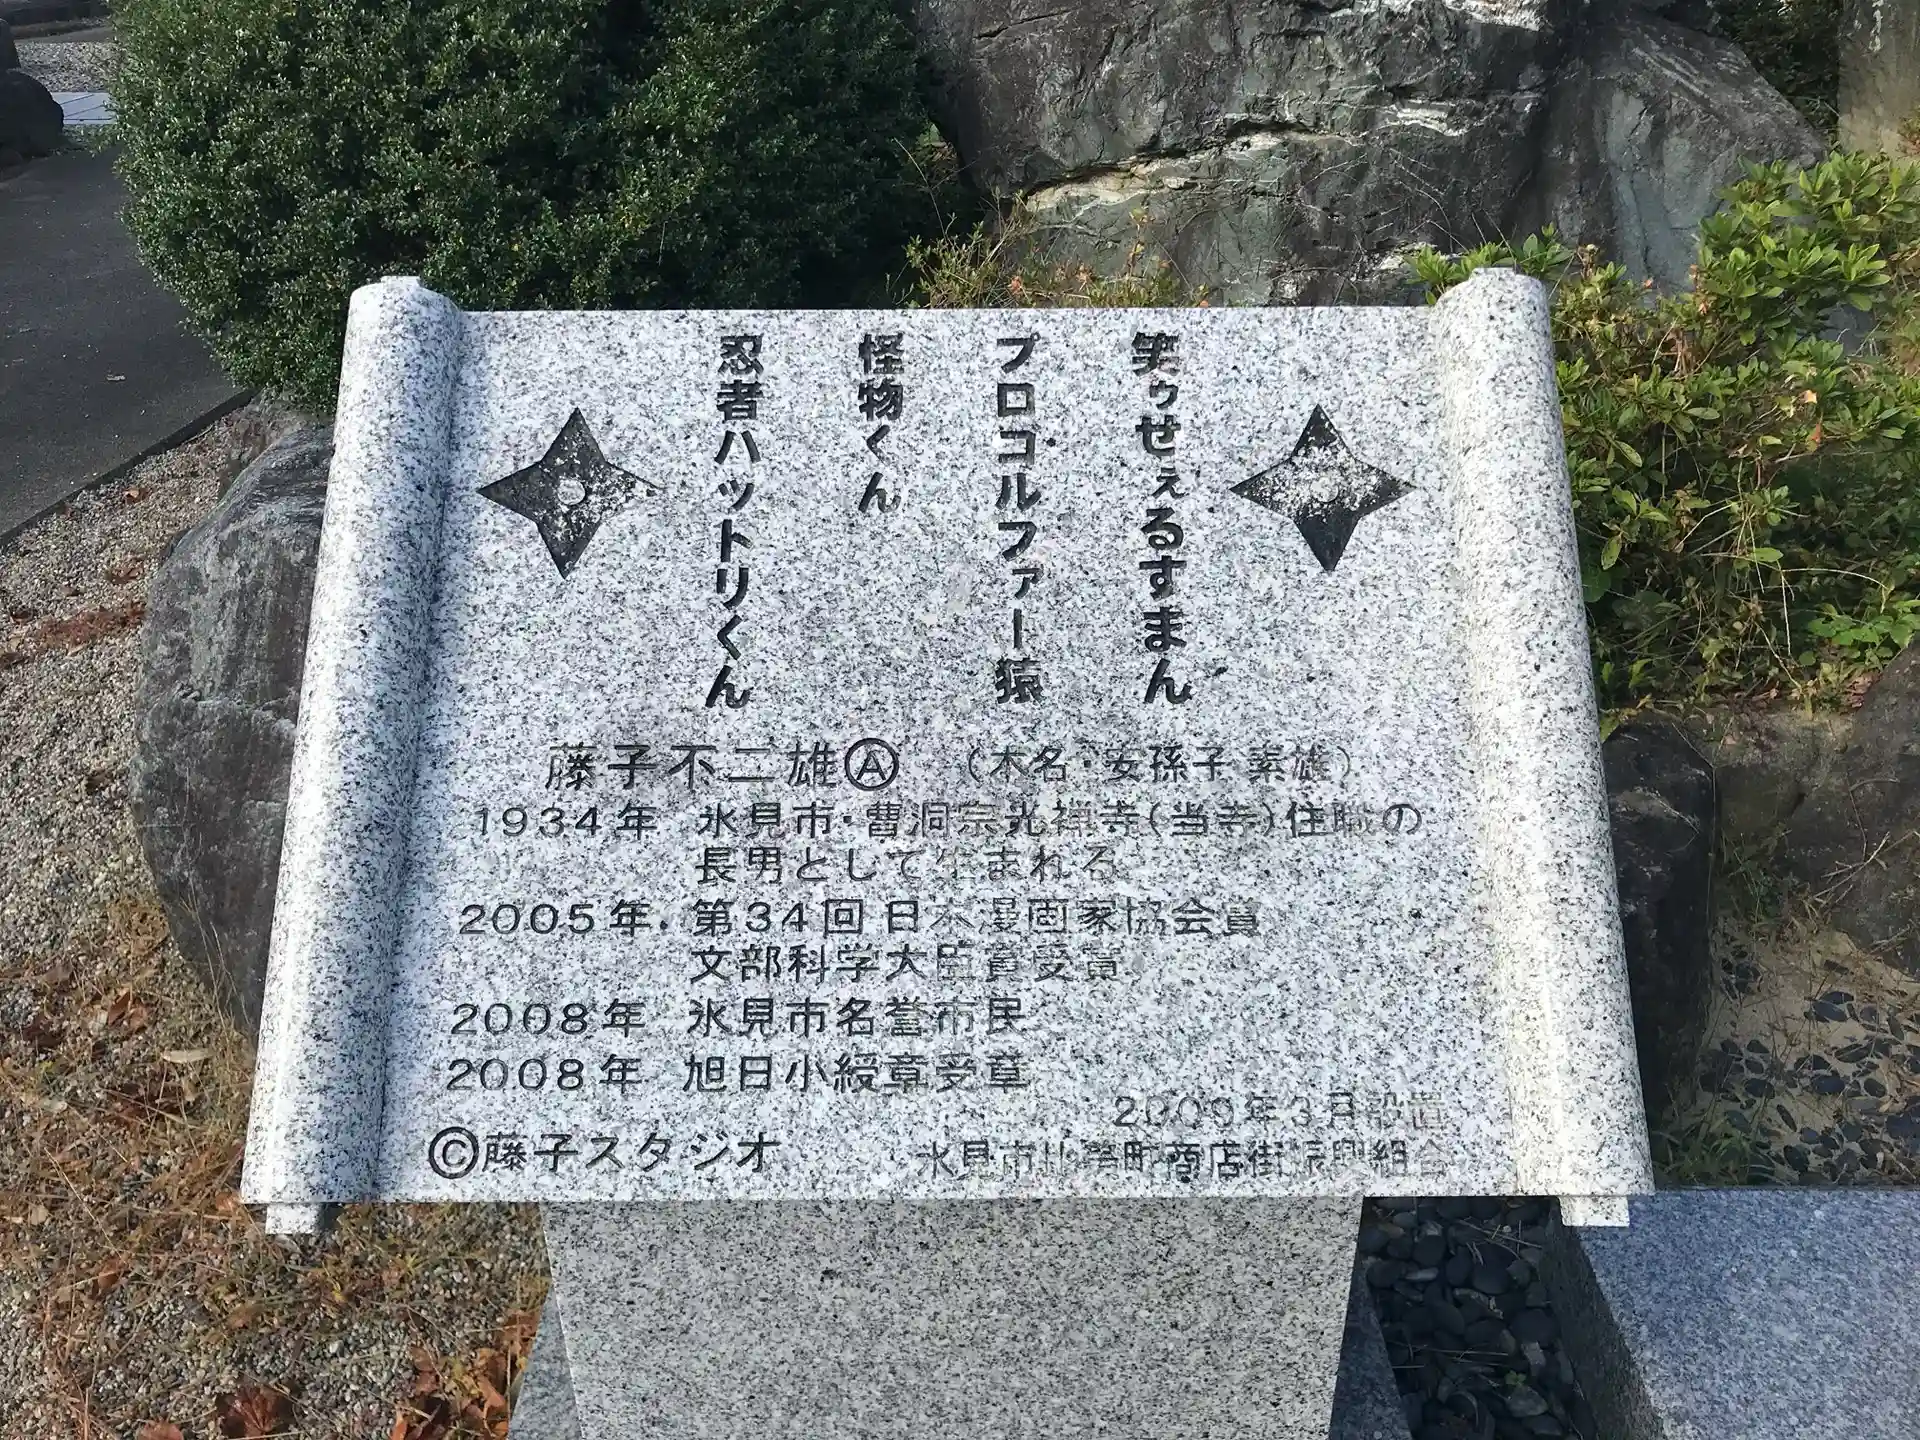 笑ゥせぇるすまん
プロゴルファー猿
怪物くん
忍者ハットリくん
藤子不二雄Ⓐ (本名・安孫子 素雄)
1934年 氷見市・曹洞宗光禅寺(当寺)住職の
長男として生まれる
2005年 第34回日本漫画家協会賞
文部科学大臣賞受賞
2008年 氷見市名誉市民
2008年 旭日小綬章受章
2009年3月設置
©藤子スタジオ
氷見市比美町商店街振興組合